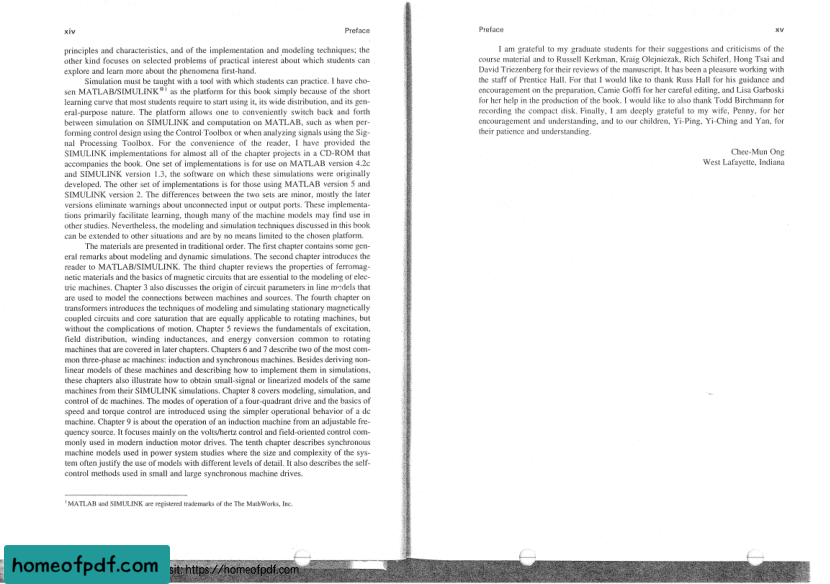 xiv
Preface
principles and characteristics, and of the implementation and modeling techniques; the
other kind focuses on selected problems of practical interest about which students can
explore and learn more about the phenomena first-hand.
Simulation must be taught with a tool with which students can practice. I have cho-
sen MATLAB/SIMULINK®1 as the platform for this book simply because of the short
learning curve that most students require to start using it, its wide distribution, and its gen-
eral-purpose nature. The platform allows one to conveniently switch back and forth
between simulation on SIMULINK and computation on MATLAB, such as when per-
forming control design using the Control Toolbox or when analyzing signals using the Sig-
nal Processing Toolbox. For the convenience of the reader, I have provided the
SIMULINK implementations for almost all of the chapter projects in a CD-ROM that
accompanies the book. One set of implementations is for use on MATLAB version 4.2c
and SIMULINK version 1.3, the software on which these simulations were originally
developed. The other set of implementations is for those using MATLAB version 5 and
SIMULINK version 2. The differences between the two sets are minor, mostly the later
versions eliminate warnings about unconnected input or output ports. These implementa-
tions primarily facilitate learning, though many of the machine models may find use in
other studies. Nevertheless, the modeling and simulation techniques discussed in this book
can be extended to other situations and are by no means limited to the chosen platform.
The materials are presented in traditional order. The first chapter contains some gen-
eral remarks about modeling and dynamic simulations. The second chapter introduces the
reader to MATLAB/SIMULINK. The third chapter reviews the properties of ferromag-
netic materials and the basics of magnetic circuits that are essential to the modeling of elec-
tric machines. Chapter 3 also discusses the origin of circuit parameters in line models that
are used to model the connections between machines and sources. The fourth chapter on
transformers introduces the techniques of modeling and simulating stationary magnetically
coupled circuits and core saturation that are equally applicable to rotating machines, but
without the complications of motion. Chapter 5 reviews the fundamentals of excitation,
field distribution, winding inductances, and energy conversion common to rotating
machines that are covered in later chapters. Chapters 6 and 7 describe two of the most com-
mon three-phase ac machines: induction and synchronous machines. Besides deriving non-
linear models of these machines and describing how to implement them in simulations,
these chapters also illustrate how to obtain small-signal or linearized models of the same
machines from their SIMULINK simulations. Chapter 8 covers modeling, simulation, and
control of dc machines. The modes of operation of a four-quadrant drive and the basics of
speed and torque control are introduced using the simpler operational behavior of a dc
machine. Chapter 9 is about the operation of an induction machine from an adjustable fre-
quency source. It focuses mainly on the volts/hertz control and field-oriented control com-
monly used in modern induction motor drives. The tenth chapter describes synchronous
machine models used in power system studies where the size and complexity of the sys-
tem often justify the use of models with different levels of detail. It also describes the self-
control methods used in small and large synchronous machine drives.
1MATLAB and SIMULINK are registered trademarks of the The MathWorks, Inc.
Preface
xv
I am grateful to my graduate students for their suggestions and criticisms of the
course material and to Russell Kerkman, Kraig Olejniczak, Rich Schiferl, Hong Tsai and
David Triezenberg for their reviews of the manuscript. It has been a pleasure working with
the staff of Prentice Hall. For that I would like to thank Russ Hall for his guidance and
encouragement on the preparation, Camie Goffi for her careful editing, and Lisa Garboski
for her help in the production of the book. I would like to also thank Todd Birchmann for
recording the compact disk. Finally, I am deeply grateful to my wife, Penny, for her
encouragement and understanding, and to our children, Yi-Ping, Yi-Ching and Yan, for
their patience and understanding.
Chee-Mun Ong
West Lafayette, Indiana
homeofpdf.com
sit: https://homeofpdf.com